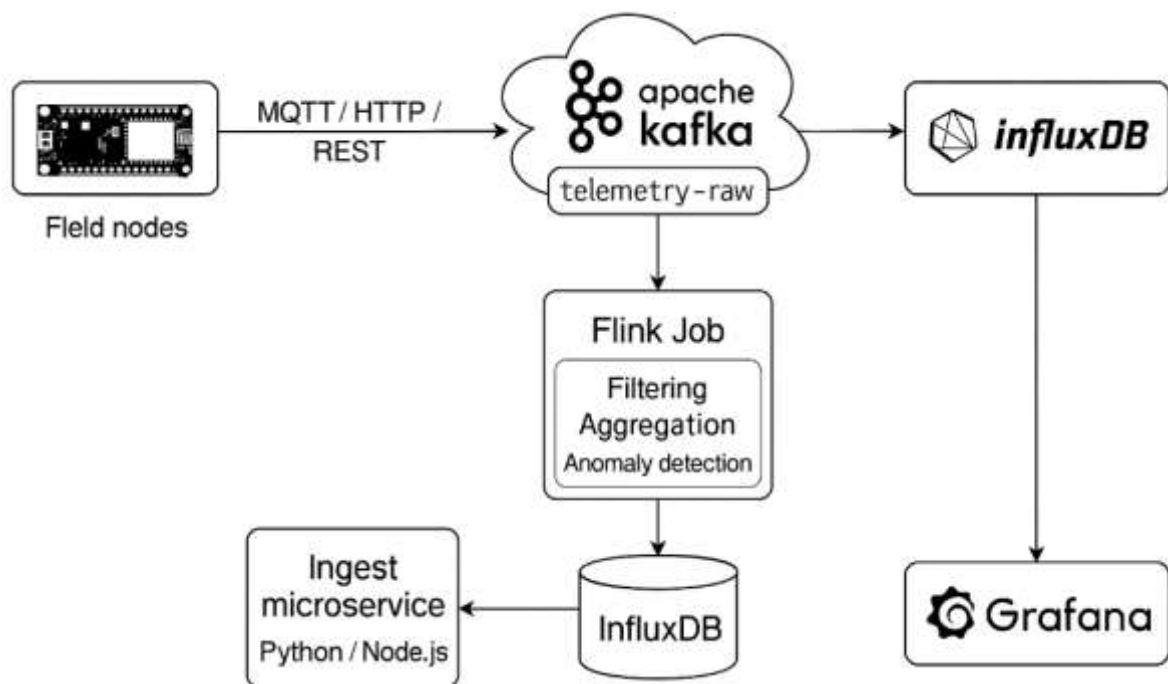 Field nodes
MQTT / HTTP /
REST
apache
kafka
telemetry-raw
influxDB
Flink Job
Filtering
Aggregation
Anomaly detection
Ingest
microservice
Python / Node.js
InfluxDB
Grafana